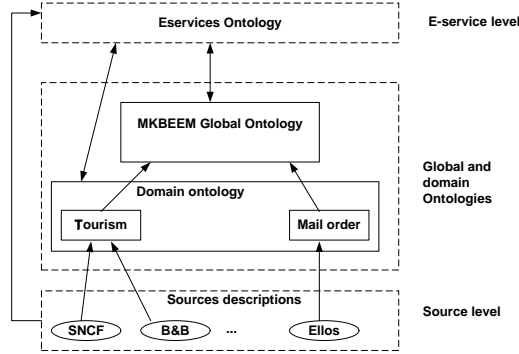 Eservices Ontology
E-service level
MKBEEM Global Ontology
Global and
domain
Ontologies
Domain ontology
Tourism
Mail order
Sources descriptions
Source level
SNCF
B&B
...
Ellos